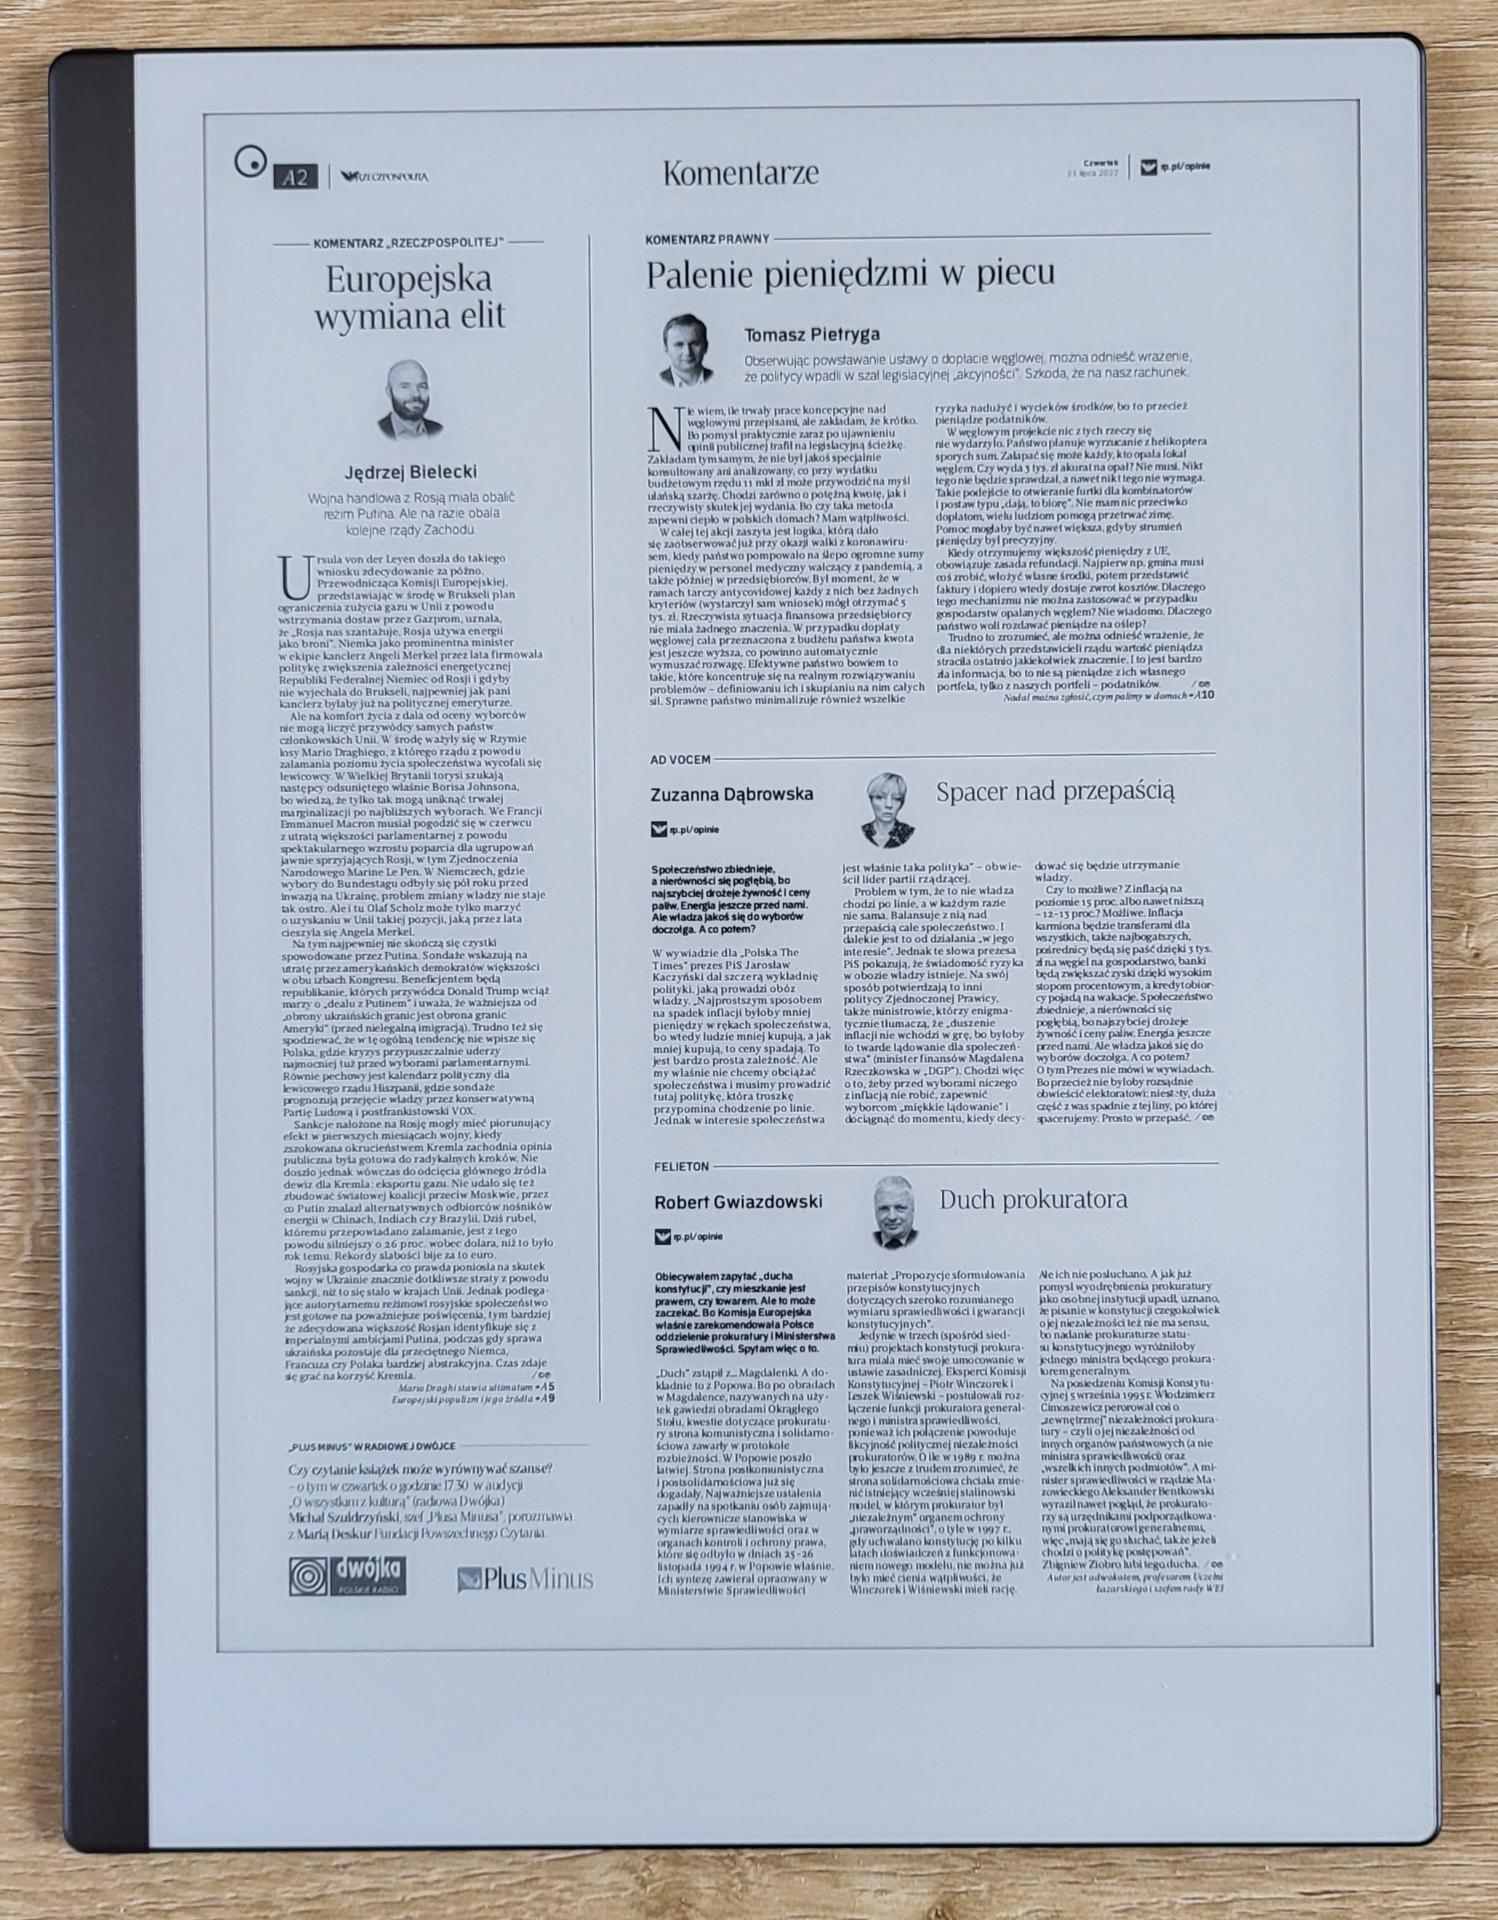 A2
RZECZPOSPOLITA
Komentarze
Czwartek
21 lipca 2022
rp.pl/opinie
KOMENTARZ „RZECZPOSPOLITEJ”
Europejska
wymiana elit
Jędrzej Bielecki
Wojna handlowa z Rosją miała obalić
reżim Putina. Ale na razie obala
kolejne rządy Zachodu.
Ursula von der Leyen doszła do takiego
wniosku zdecydowanie za późno.
Przewodnicząca Komisji Europejskiej,
przedstawiając w środę w Brukseli plan
ograniczenia zużycia gazu w Unii z powodu
wstrzymania dostaw przez Gazprom, uznała,
że „Rosja nas szantażuje, Rosja używa energii
jako broni”. Niemka jako prominentna minister
w ekipie kanclerz Angeli Merkel przez lata firmowała
politykę zwiększenia zależności energetycznej
Republiki Federalnej Niemiec od Rosji i gdyby
nie wyjechała do Brukseli, najpewniej jak pani
kanclerz byłaby już na politycznej emeryturze.
Ale na komfort życia z dala od oceny wyborców
nie mogą liczyć przywódcy samych państw
członkowskich Unii. W środę ważyły się w Rzymie
losy Mario Draghiego, z którego rządu z powodu
załamania poziomu życia społeczeństwa wycofali się
lewicowcy. W Wielkiej Brytanii torysi szukają
następcy odsuniętego właśnie Borisa Johnsona,
bo wiedzą, że tylko tak mogą uniknąć trwałej
marginalizacji po najbliższych wyborach. We Francji
Emmanuel Macron musiał pogodzić się w czerwcu
z utratą większości parlamentarnej z powodu
spektakularnego wzrostu poparcia dla ugrupowań
jawnie sprzyjających Rosji, w tym Zjednoczenia
Narodowego Marine Le Pen. W Niemczech, gdzie
wybory do Bundestagu odbyły się pół roku przed
inwazją na Ukrainę, problem zmiany władzy nie staje
tak ostro. Ale i tu Olaf Scholz może tylko marzyć
o uzyskaniu w Unii takiej pozycji, jaką przez lata
cieszyła się Angela Merkel.
Na tym najpewniej nie skończą się czystki
spowodowane przez Putina. Sondaże wskazują na
utratę przez amerykańskich demokratów większości
w obu izbach Kongresu. Beneficjentem będą
republikanie, których przywódca Donald Trump wciąż
marzy o „dealu z Putinem” i uważa, że ważniejsza od
„obrony ukraińskich granic jest obrona granic
Ameryki” (przed nielegalną imigracją). Trudno też się
spodziewać, że w tę ogólną tendencję nie wpisze się
Polska, gdzie kryzys przypuszczalnie uderzy
najmocniej tuż przed wyborami parlamentarnymi.
Równie pechowy jest kalendarz polityczny dla
lewicowego rządu Hiszpanii, gdzie sondaże
prognozują przejęcie władzy przez konserwatywną
Partię Ludową i postfrankistowski VOX.
Sankcje nałożone na Rosję mogły mieć piorunujący
efekt w pierwszych miesiącach wojny, kiedy
zszokowana okrucieństwem Kremla zachodnia opinia
publiczna była gotowa do radykalnych kroków. Nie
doszło jednak wówczas do odcięcia głównego źródła
dewiz dla Kremla: eksportu gazu. Nie udało się też
zbudować światowej koalicji przeciw Moskwie, przez
co Putin znalazł alternatywnych odbiorców nośników
energii w Chinach, Indiach czy Brazylii. Dziś rubel,
któremu przepowiadano załamanie, jest z tego
powodu silniejszy o 26 proc. wobec dolara, niż to było
rok temu. Rekordy słabości bije za to euro.
Rosyjska gospodarka co prawda poniosła na skutek
wojny w Ukrainie znacznie dotkliwsze straty z powodu
sankcji, niż to się stało w krajach Unii. Jednak podlega-
jące autorytarnemu reżimowi rosyjskie społeczeństwo
jest gotowe na poważniejsze poświęcenia, tym bardziej
że zdecydowana większość Rosjan identyfikuje się z
imperialnymi ambicjami Putina, podczas gdy sprawa
ukraińska pozostaje dla przeciętnego Niemca,
Francuza czy Polaka bardziej abstrakcyjna. Czas zdaje
się grać na korzyść Kremla.
Mario Draghi stawia ultimatum A5
Europejski populizm i jego źródła A9
„PLUS MINUS” W RADIOWEJ DWÓJCE
Czy czytanie książek może wyrównywać szanse?
– o tym w czwartek o godzinie 17.30 w audycji
„O wszystkim z kulturą” (radiowa Dwójka)
Michał Szułdrzyński, szef „Plusa Minusa”, porozmawia
z Marią Deskur Fundacji Powszechnego Czytania.
dwójka
POLSKIE RADIO
PlusMinus
KOMENTARZ PRAWNY
Palenie pieniędzmi w piecu
Tomasz Pietryga
Obserwując powstawanie ustawy o dopłacie węglowej, można odnieść wrażenie,
że politycy wpadli w szał legislacyjnej „akcyjności”. Szkoda, że na nasz rachunek.
Nie wiem, ile trwały prace koncepcyjne nad
węglowymi przepisami, ale zakładam, że krótko.
Bo pomysł praktycznie zaraz po ujawnieniu
opinii publicznej trafił na legislacyjną ścieżkę.
Zakładam tym samym, że nie był jakoś specjalnie
konsultowany ani analizowany, co przy wydatku
budżetowym rzędu 11 mld zł może przywodzić na myśl
ułańską szarżę. Chodzi zarówno o potężną kwotę, jak i
rzeczywisty skutek jej wydania. Bo czy taka metoda
zapewni ciepło w polskich domach? Mam wątpliwości.
W całej tej akcji zaszyta jest logika, którą dało
się zaobserwować już przy okazji walki z koronawiru-
sem, kiedy państwo pompowało na ślepo ogromne sumy
pieniędzy w personel medyczny walczący z pandemią, a
także później w przedsiębiorców. Był moment, że w
ramach tarczy antycovidowej każdy z nich bez żadnych
kryteriów (wystarczył sam wniosek) mógł otrzymać 5
tys. zł. Rzeczywista sytuacja finansowa przedsiębiorcy
nie miała żadnego znaczenia. W przypadku dopłaty
węglowej cała przeznaczona z budżetu państwa kwota
jest jeszcze wyższa, co powinno automatycznie
wymuszać rozwagę. Efektywne państwo bowiem to
takie, które koncentruje się na realnym rozwiązywaniu
problemów – definiowaniu ich i skupianiu na nim całych
sił. Sprawne państwo minimalizuje również wszelkie
ryzyka nadużyć i wycieków środków, bo to przecież
pieniądze podatników.
W węglowym projekcie nic z tych rzeczy się
nie wydarzyło. Państwo planuje wyrzucanie z helikoptera
sporych sum. Załapać się może każdy, kto opala lokal
węglem. Czy wyda 3 tys. zł akurat na opał? Nie musi. Nikt
tego nie będzie sprawdzał, a nawet nikt tego nie wymaga.
Takie podejście to otwieranie furtki dla kombinatorów
i postaw typu „dają, to biorę”. Nie mam nic przeciwko
dopłatom, wielu ludziom pomogą przetrwać zimę.
Pomoc mogłaby być nawet większa, gdyby strumień
pieniędzy był precyzyjny.
Kiedy otrzymujemy większość pieniędzy z UE,
obowiązuje zasada refundacji. Najpierw np. gmina musi
coś zrobić, włożyć własne środki, potem przedstawić
faktury i dopiero wtedy dostaje zwrot kosztów. Dlaczego
tego mechanizmu nie można zastosować w przypadku
gospodarstw opalanych węglem? Nie wiadomo. Dlaczego
państwo woli rozdawać pieniądze na oślep?
Trudno to zrozumieć, ale można odnieść wrażenie, że
dla niektórych przedstawicieli rządu wartość pieniądza
straciła ostatnio jakiekolwiek znaczenie. I to jest bardzo
zła informacja, bo to nie są pieniądze z ich własnego
portfela, tylko z naszych portfeli – podatników.
Nadal można zgłosić, czym palimy w domach A10
AD VOCEM
Zuzanna Dąbrowska
rp.pl/opinie
Spacer nad przepaścią
Społeczeństwo zbiednieje,
a nierówności się pogłębią, bo
najszybciej drożeje żywność i ceny
paliw. Energia jeszcze przed nami.
Ale władza jakoś się do wyborów
doczołga. A co potem?
W wywiadzie dla „Polska The
Times” prezes PiS Jarosław
Kaczyński dał szczerą wykładnię
polityki, jaką prowadzi obóz
władzy. „Najprostszym sposobem
na spadek inflacji byłoby mniej
pieniędzy w rękach społeczeństwa,
bo wtedy ludzie mniej kupują, a jak
mniej kupują, to ceny spadają. To
jest bardzo prosta zależność. Ale
my właśnie nie chcemy obciążać
społeczeństwa i musimy prowadzić
tutaj politykę, która troszkę
przypomina chodzenie po linie.
Jednak w interesie społeczeństwa
jest właśnie taka polityka” – obwie-
ścił lider partii rządzącej.
Problem w tym, że to nie władza
chodzi po linie, a w każdym razie
nie sama. Balansuje z nią nad
przepaścią całe społeczeństwo. I
dalekie jest to od działania „w jego
interesie”. Jednak te słowa prezesa
PiS pokazują, że świadomość ryzyka
w obozie władzy istnieje. Na swój
sposób potwierdzają to inni
politycy Zjednoczonej Prawicy,
także ministrowie, którzy enigma-
tycznie tłumaczą, że „duszenie
inflacji nie wchodzi w grę, bo byłoby
to twarde lądowanie dla społeczeń-
stwa” (minister finansów Magdalena
Rzeczkowska w „DGP”). Chodzi więc
o to, żeby przed wyborami niczego
z inflacją nie robić, zapewnić
wyborcom „miękkie lądowanie” i
dociągnąć do momentu, kiedy decy-
dować się będzie utrzymanie
władzy.
Czy to możliwe? Z inflacją na
poziomie 15 proc. albo nawet niższą
– 12-13 proc.? Możliwe. Inflacja
karmiona będzie transferami dla
wszystkich, także najbogatszych,
pośrednicy będą się paść dzięki 3 tys.
zł na węgiel na gospodarstwo, banki
będą zwiększać zyski dzięki wysokim
stopom procentowym, a kredytobior-
cy pojadą na wakacje. Społeczeństwo
zbiednieje, a nierówności się
pogłębią, bo najszybciej drożeje
żywność i ceny paliw. Energia jeszcze
przed nami. Ale władza jakoś się do
wyborów doczołga. A co potem?
O tym Prezes nie mówi w wywiadach.
Bo przecież nie byłoby rozsądnie
obwieścić elektoratowi: niestety, duża
część z was spadnie z tej liny, po której
spacerujemy. Prosto w przepaść.
FELIETON
Robert Gwiazdowski
rp.pl/opinie
Duch prokuratora
Obiecywałem zapytać „ducha
konstytucji”, czy mieszkanie jest
prawem, czy towarem. Ale to może
zaczekać. Bo Komisja Europejska
właśnie zarekomendowała Polsce
oddzielenie prokuratury i Ministerstwa
Sprawiedliwości. Spytam więc o to.
„Duch” zstąpił z... Magdalenki. A do-
kładnie to z Popowa. Bo po obradach
w Magdalence, nazywanych na uży-
tek gawiedzi obradami Okrągłego
Stołu, kwestie dotyczące prokuratu-
ry strona komunistyczna i solidarno-
ściowa zawarły w protokole
rozbieżności. W Popowie poszło
łatwiej. Strona postkomunistyczna
i postsolidarnościowa już się
dogadały. Najważniejsze ustalenia
zapadły na spotkaniu osób zajmują-
cych kierownicze stanowiska w
wymiarze sprawiedliwości oraz w
organach kontroli i ochrony prawa,
które się odbyło w dniach 25-26
listopada 1994 r. w Popowie właśnie.
Ich syntezę zawierał opracowany w
Ministerstwie Sprawiedliwości
materiał: „Propozycje sformułowania
przepisów konstytucyjnych
dotyczących szeroko rozumianego
wymiaru sprawiedliwości i gwarancji
konstytucyjnych”.
Jedynie w trzech (spośród sied-
miu) projektach konstytucji prokura-
tura miała mieć swoje umocowanie w
ustawie zasadniczej. Eksperci Komisji
Konstytucyjnej – Piotr Winczorek i
Leszek Wiśniewski – postulowali roz-
łączenie funkcji prokuratora general-
nego i ministra sprawiedliwości,
ponieważ ich połączenie powoduje
fikcyjność politycznej niezależności
prokuratorów. O ile w 1989 r. można
było jeszcze z trudem zrozumieć, że
strona solidarnościowa chciała zmie-
nić istniejący wcześniej stalinowski
model, w którym prokurator był
„niezależnym” organem ochrony
„praworządności”, o tyle w 1997 r.,
gdy uchwalano konstytucję po kilku
latach doświadczeń z funkcjonowa-
niem nowego modelu, nie można już
było mieć cienia wątpliwości, że
Winczorek i Wiśniewski mieli rację.
Ale ich nie posłuchano. A jak już
pomysł wyodrębnienia prokuratury
jako osobnej instytucji upadł, uznano,
że pisanie w konstytucji czegokolwiek
o jej niezależności też nie ma sensu,
bo nadanie prokuraturze statu-
su konstytucyjnego wyróżniłoby
jednego ministra będącego prokura-
torem generalnym.
Na posiedzeniu Komisji Konstytu-
cyjnej 5 września 1995 r. Włodzimierz
Cimoszewicz perorował coś o
„zewnętrznej” niezależności prokura-
tury – czyli o jej niezależności od
innych organów państwowych (a nie
ministra sprawiedliwości) oraz
„wszelkich innych podmiotów”. A mi-
nister sprawiedliwości w rządzie Ma-
zowieckiego Aleksander Bentkowski
wyraził nawet pogląd, że prokurato-
rzy są urzędnikami podporządkowa-
nymi prokuratorowi generalnemu,
więc „mają się go słuchać, także jeżeli
chodzi o politykę postępowań”.
Zbigniew Ziobro lubi tego ducha.
Autor jest adwokatem, profesorem Uczelni
Łazarskiego i szefem rady WEI